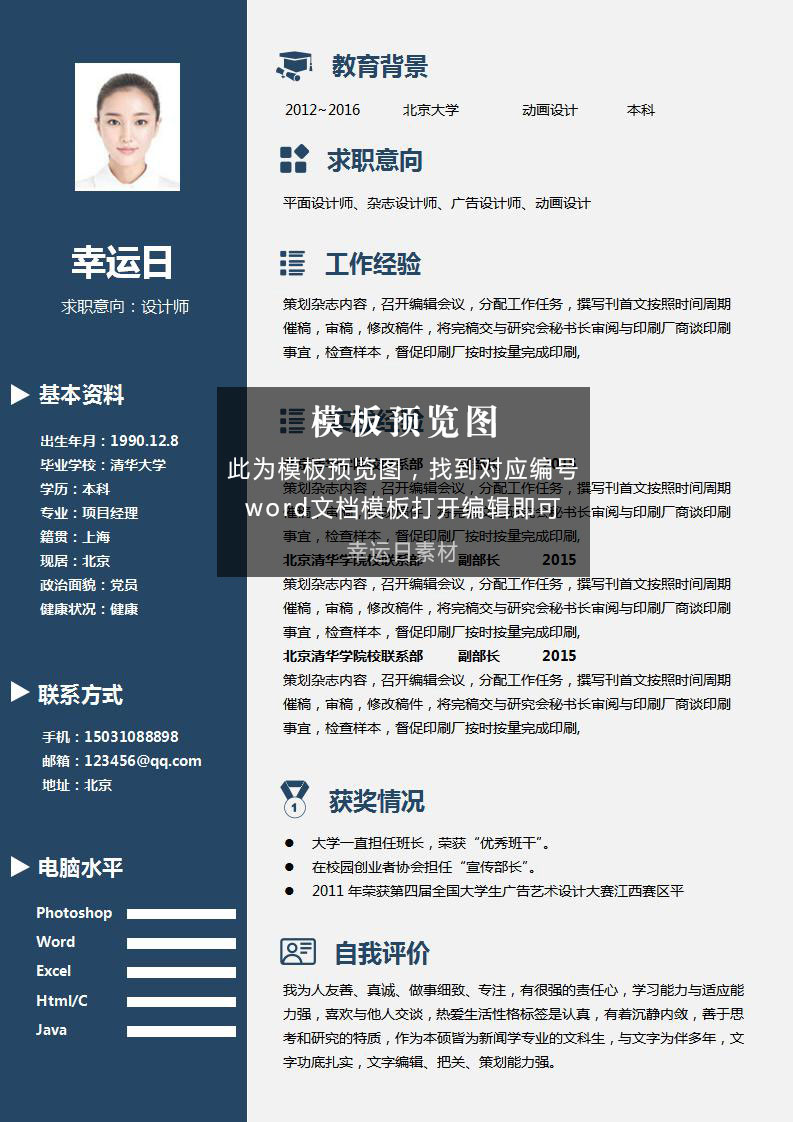 幸运日
求职意向：设计师
基本资料
出生年月：1990.12.8
毕业学校：清华大学
学历：本科
专业：项目经理
籍贯：上海
现居：北京
政治面貌：党员
健康状况：健康
联系方式
手机：15031088898
邮箱：123456@qq.com
地址：北京
电脑水平
Photoshop
Word
Excel
Html/C
Java
教育背景
2012~2016 北京大学 动画设计 本科
求职意向
平面设计师、杂志设计师、广告设计师、动画设计
工作经验
策划杂志内容，召开编辑会议，分配工作任务，撰写刊首文按照时间周期
催稿，审稿，修改稿件，将完稿交与研究会秘书长审阅与印刷厂商谈印刷
事宜，检查样本，督促印刷厂按时按量完成印刷,
模板预览图
此为模板预览图，找到对应编号
word文档模板打开编辑即可
幸运日素材
策划杂志内容，召开编辑会议，分配工作任务，撰写刊首文按照时间周期
催稿，审稿，修改稿件，将完稿交与研究会秘书长审阅与印刷厂商谈印刷
事宜，检查样本，督促印刷厂按时按量完成印刷,
北京清华学院校联系部 副部长 2015
策划杂志内容，召开编辑会议，分配工作任务，撰写刊首文按照时间周期
催稿，审稿，修改稿件，将完稿交与研究会秘书长审阅与印刷厂商谈印刷
事宜，检查样本，督促印刷厂按时按量完成印刷,
北京清华学院校联系部 副部长 2015
策划杂志内容，召开编辑会议，分配工作任务，撰写刊首文按照时间周期
催稿，审稿，修改稿件，将完稿交与研究会秘书长审阅与印刷厂商谈印刷
事宜，检查样本，督促印刷厂按时按量完成印刷,
1
获奖情况
● 大学一直担任班长，荣获“优秀班干”。
● 在校园创业者协会担任“宣传部长”。
● 2011 年荣获第四届全国大学生广告艺术设计大赛江西赛区平
自我评价
我为人友善、真诚、做事细致、专注，有很强的责任心，学习能力与适应能
力强，喜欢与他人交谈，热爱生活性格标签是认真，有着沉静内敛，善于思
考和研究的特质，作为本硕皆为新闻学专业的文科生，与文字为伴多年，文
字功底扎实，文字编辑、把关、策划能力强。